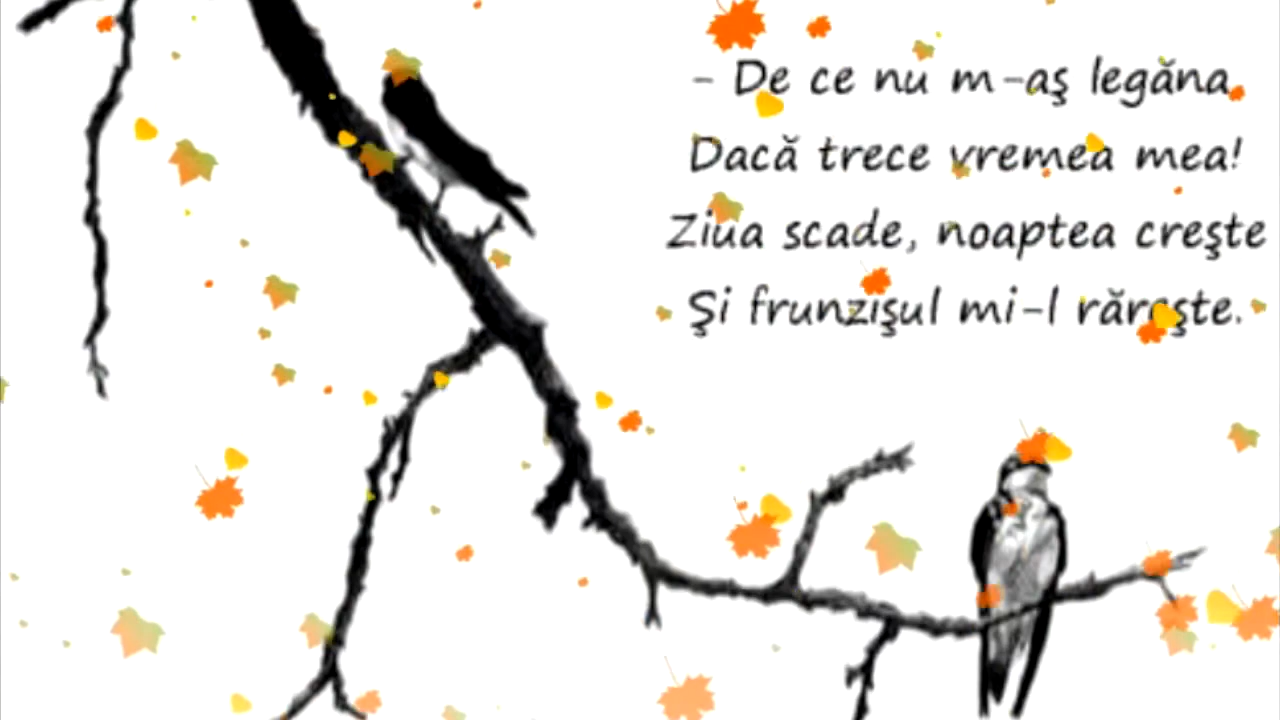 - De ce nu m-aş legăna,
Dacă trece vremea mea!
Ziua scade, noaptea creşte
Şi frunzişul mi-l răreşte.